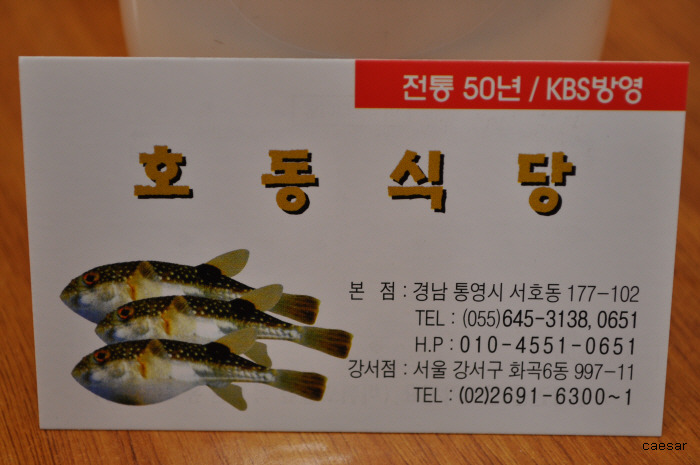 전통 50년 / KBS방영
호동식당
본 점 : 경남 통영시 서호동 177-102
TEL : (055)645-3138, 0651
H.P : 010-4551-0651
강서점 : 서울 강서구 화곡6동 997-11
TEL : (02)2691-6300~1
caesar